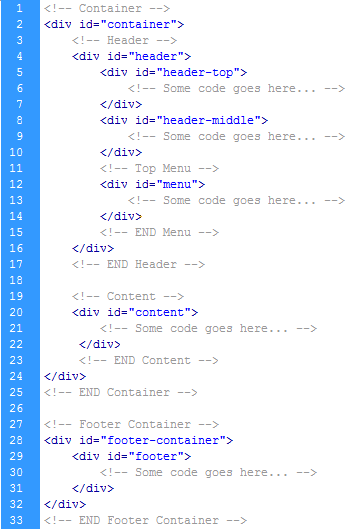 1 <!-- Container -->
2 <div id="container">
3     <!-- Header -->
4     <div id="header">
5         <div id="header-top">
6             <!-- Some code goes here... -->
7         </div>
8         <div id="header-middle">
9             <!-- Some code goes here... -->
10         </div>
11         <!-- Top Menu -->
12         <div id="menu">
13             <!-- Some code goes here... -->
14         </div>
15         <!-- END Menu -->
16     </div>
17     <!-- END Header -->
18
19     <!-- Content -->
20     <div id="content">
21         <!-- Some code goes here... -->
22      </div>
23      <!-- END Content -->
24 </div>
25 <!-- END Container -->
26
27 <!-- Footer Container -->
28 <div id="footer-container">
29     <div id="footer">
30         <!-- Some code goes here... -->
31     </div>
32 </div>
33 <!-- END Footer Container -->